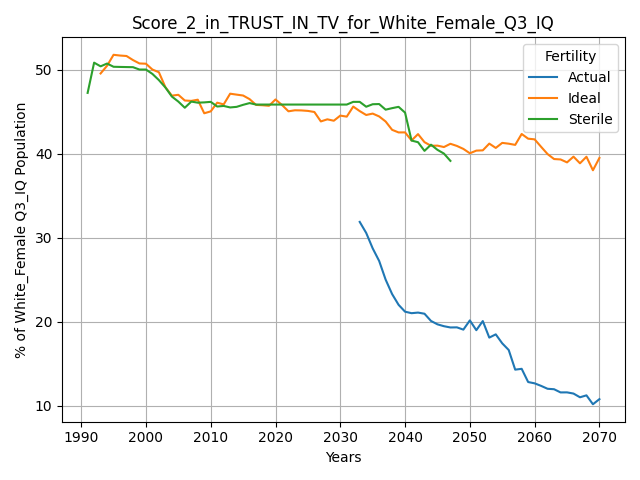 Score_2_in_TRUST_IN_TV_for_White_Female_Q3_IQ
Fertility
Actual
Ideal
Sterile
% of White_Female Q3_IQ Population
50
40
30
20
10
1990 2000 2010 2020 2030 2040 2050 2060 2070
Years